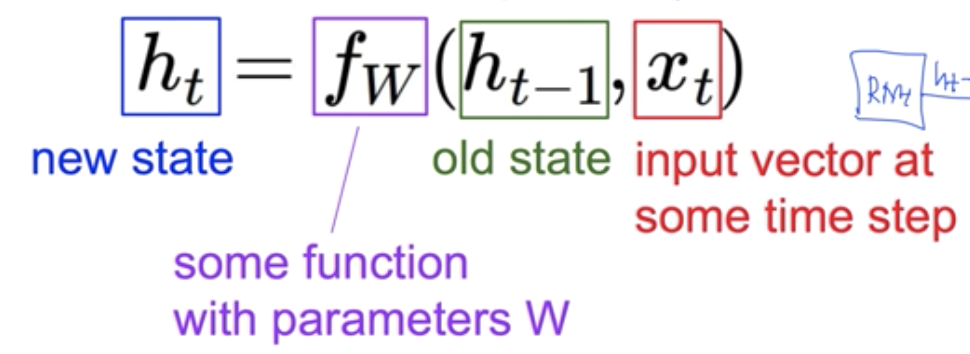 h_t = f_W(h_{t-1}, x_t)
new state
old state
input vector at
some time step
some function
with parameters W